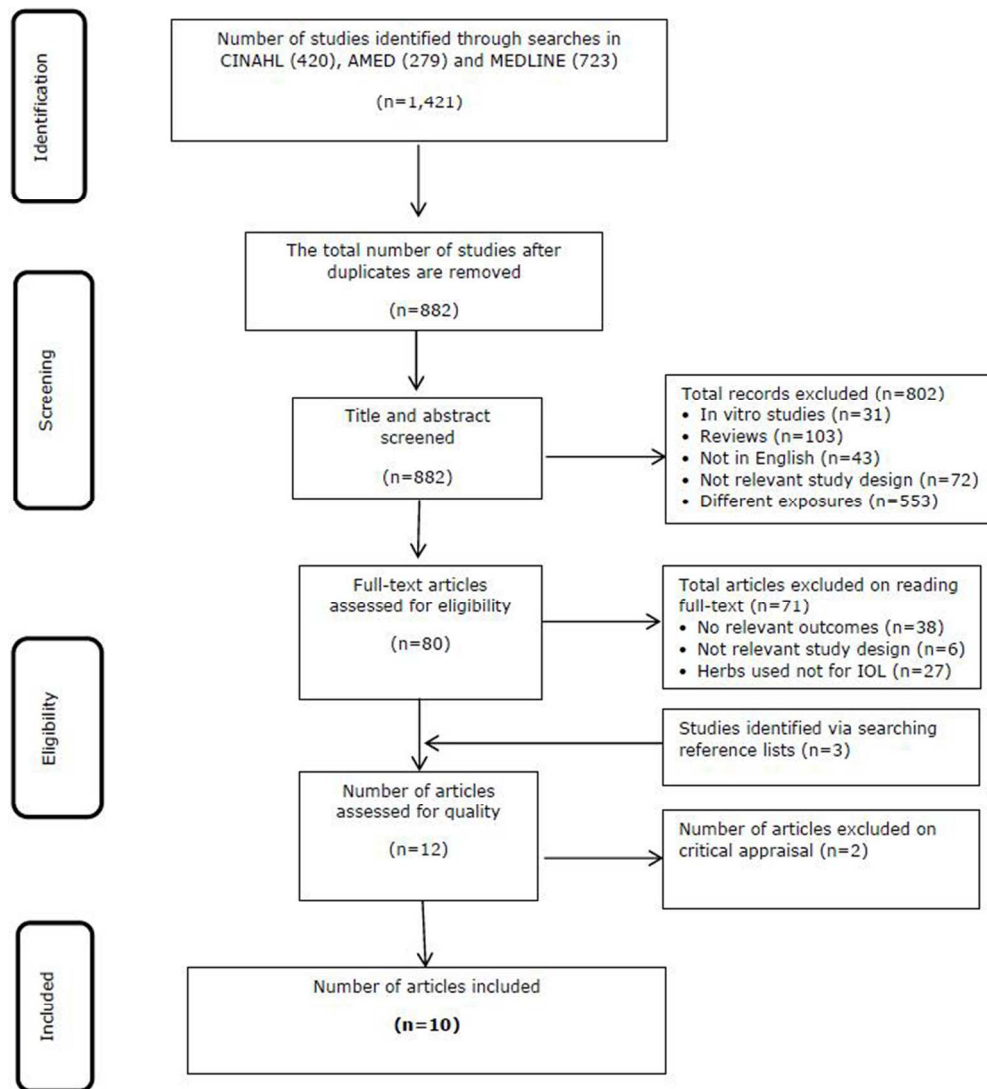 Identification
Number of studies identified through searches in
CINAHL (420), AMED (279) and MEDLINE (723)
(n=1,421)
Screening
The total number of studies after
duplicates are removed
(n=882)
Title and abstract
screened
(n=882)
Total records excluded (n=802)
• In vitro studies (n=31)
• Reviews (n=103)
• Not in English (n=43)
• Not relevant study design (n=72)
• Different exposures (n=553)
Eligibility
Full-text articles
assessed for eligibility
(n=80)
Total articles excluded on reading
full-text (n=71)
• No relevant outcomes (n=38)
• Not relevant study design (n=6)
• Herbs used not for IOL (n=27)
Studies identified via searching
reference lists (n=3)
Number of articles
assessed for quality
(n=12)
Number of articles excluded on
critical appraisal (n=2)
Included
Number of articles included
(n=10)